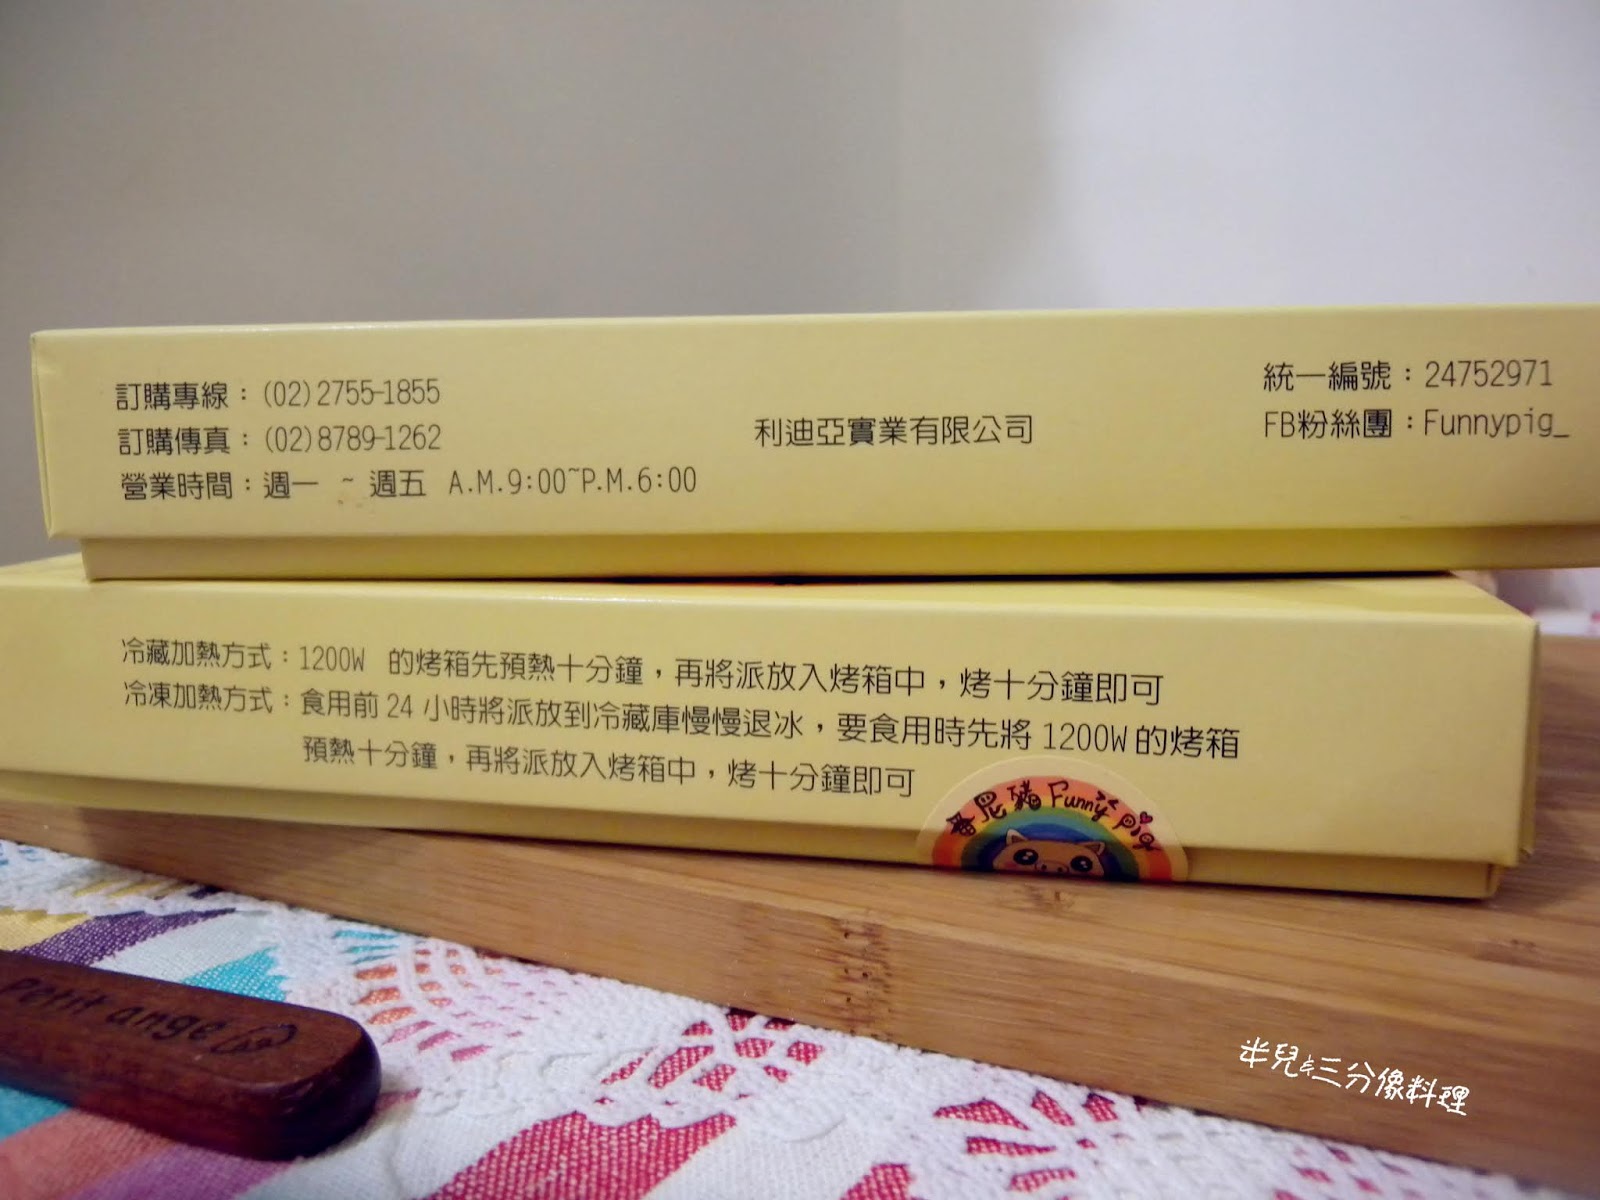 訂購專線：(02)2755-1855
訂購傳真：(02)8789-1262
營業時間：週一 ~ 週五 A.M.9:00~P.M.6:00
利迪亞實業有限公司
統一編號：24752971
FB粉絲團：Funnypig_
冷藏加熱方式：1200W 的烤箱先預熱十分鐘，再將派放入烤箱中，烤十分鐘即可
冷凍加熱方式：食用前 24 小時將派放到冷藏庫慢慢退冰，要食用時先將 1200W 的烤箱
預熱十分鐘，再將派放入烤箱中，烤十分鐘即可
番尼豬 Funny pig
petit ange
半兒&三分像料理